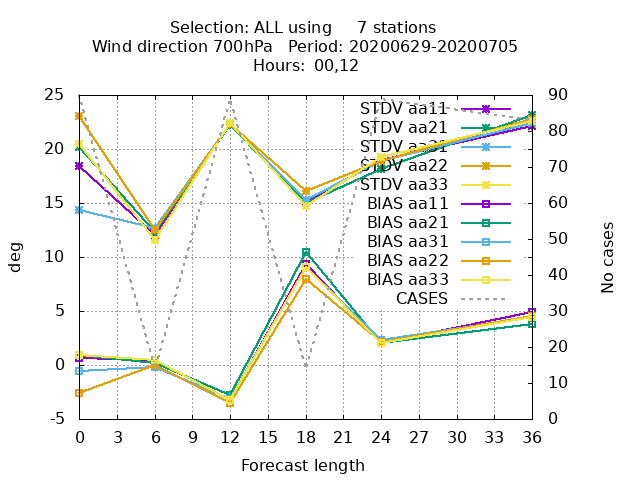 Selection: ALL using     7 stations
Wind direction 700hPa   Period: 20200629-20200705
Hours: 00,12
25
20
15
10
5
0
-5
deg
90
80
70
60
50
40
30
20
10
0
No cases
STDV aa11
STDV aa21
STDV aa31
STDV aa22
STDV aa33
BIAS aa11
BIAS aa21
BIAS aa31
BIAS aa22
BIAS aa33
CASES
0 3 6 9 12 15 18 21 24 27 30 33 36
Forecast length